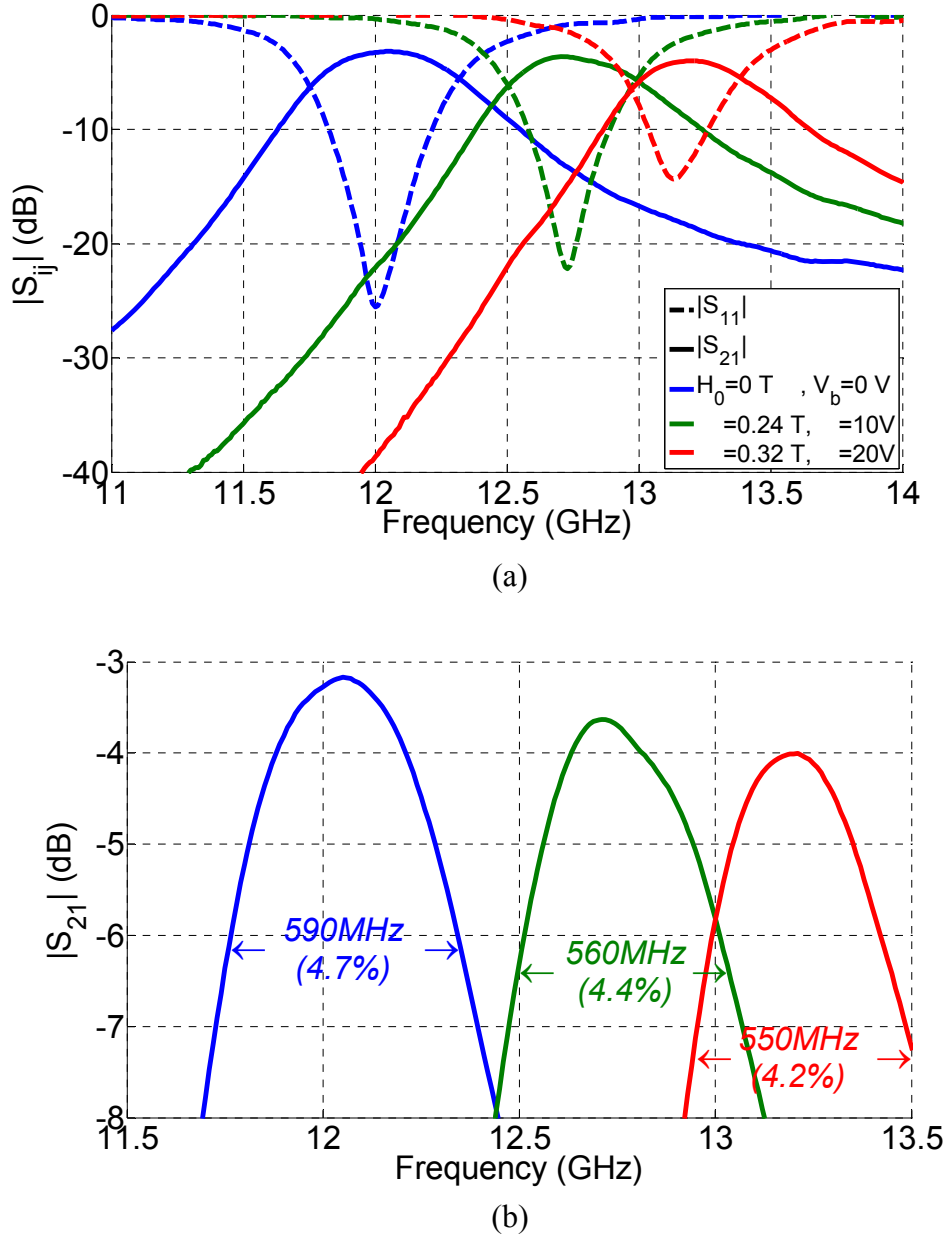 0
-10
-20
-30
-40
|S_ij| (dB)
|S_11|
|S_21|
H_0=0 T , V_b=0 V
=0.24 T, =10V
=0.32 T, =20V
11 11.5 12 12.5 13 13.5 14
Frequency (GHz)
(a)
-3
-4
-5
-6
-7
-8
|S_21| (dB)
590MHz
(4.7%)
560MHz
(4.4%)
550MHz
(4.2%)
11.5 12 12.5 13 13.5
Frequency (GHz)
(b)